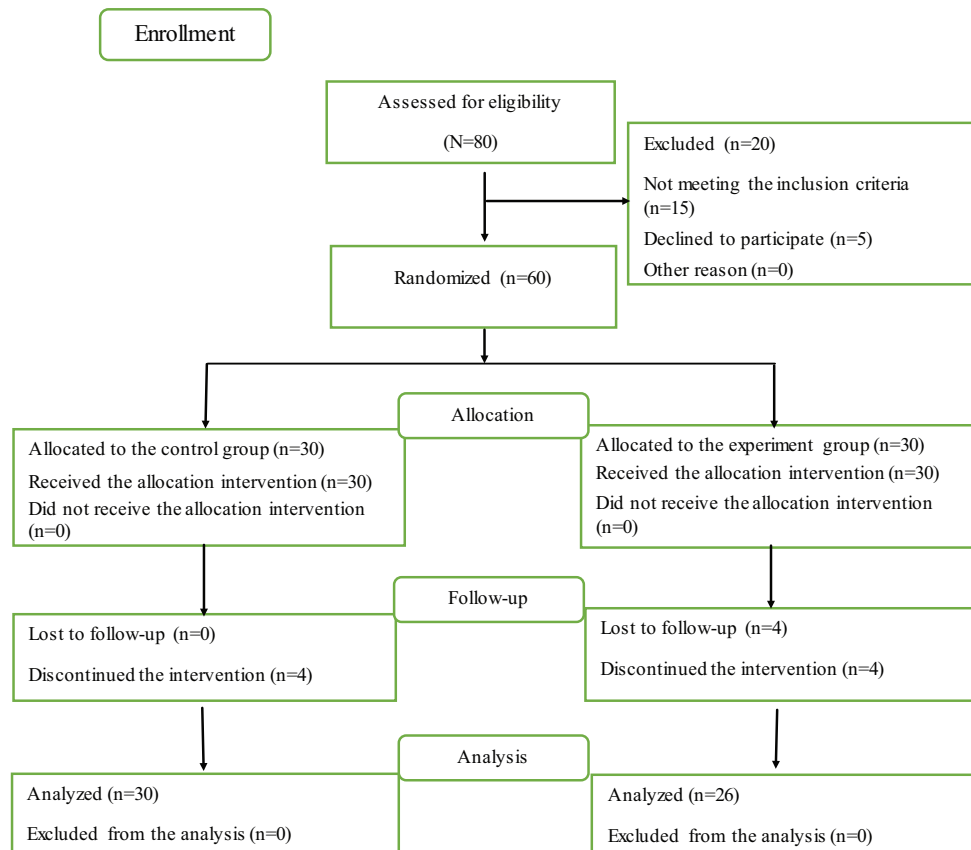 Enrollment
Assessed for eligibility
(N=80)
Excluded (n=20)
Not meeting the inclusion criteria
(n=15)
Declined to participate (n=5)
Other reason (n=0)
Randomized (n=60)
Allocation
Allocated to the control group (n=30)
Received the allocation intervention (n=30)
Did not receive the allocation intervention
(n=0)
Allocated to the experiment group (n=30)
Received the allocation intervention (n=30)
Did not receive the allocation intervention
(n=0)
Follow-up
Lost to follow-up (n=0)
Discontinued the intervention (n=4)
Lost to follow-up (n=4)
Discontinued the intervention (n=4)
Analysis
Analyzed (n=30)
Excluded from the analysis (n=0)
Analyzed (n=26)
Excluded from the analysis (n=0)